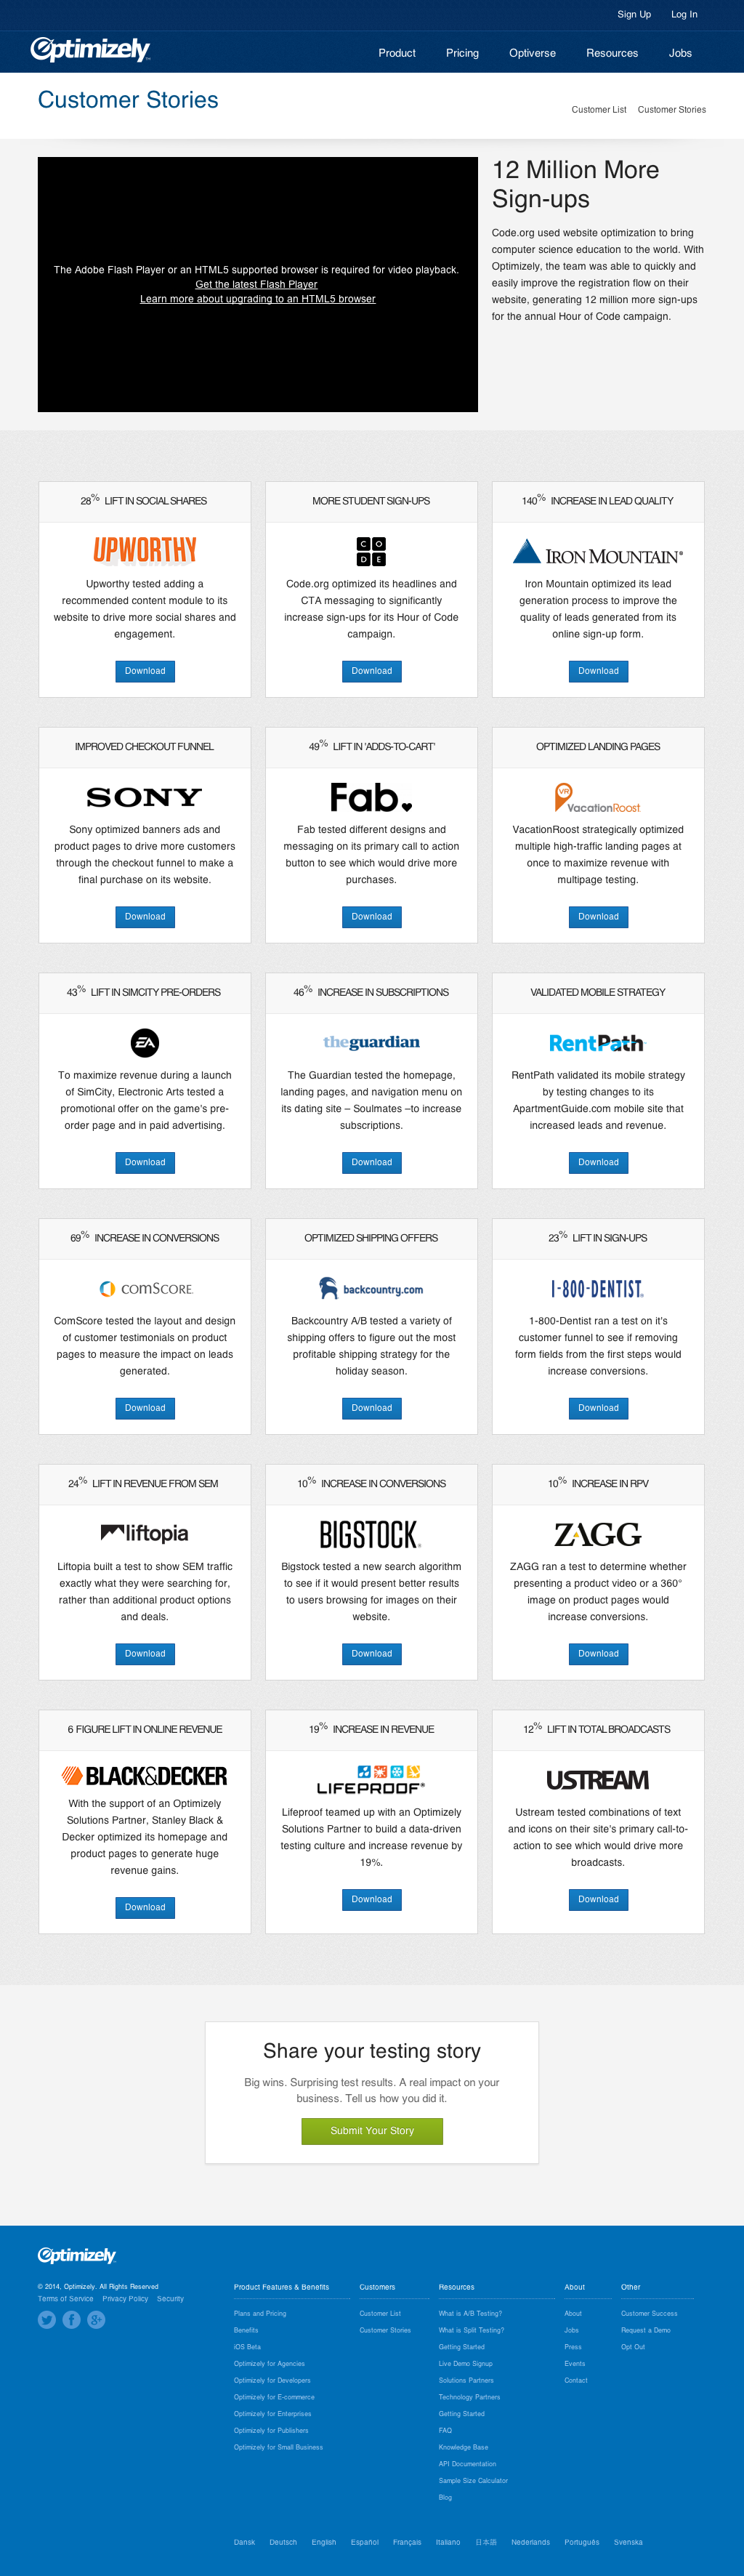 Sign Up Log In
Optimizely
Product Pricing Optiverse Resources Jobs
Customer Stories
Customer List Customer Stories
The Adobe Flash Player or an HTML5 supported browser is required for video playback.
Get the latest Flash Player
Learn more about upgrading to an HTML5 browser
12 Million More
Sign-ups
Code.org used website optimization to bring
computer science education to the world. With
Optimizely, the team was able to quickly and
easily improve the registration flow on their
website, generating 12 million more sign-ups
for the annual Hour of Code campaign.
28% LIFT IN SOCIAL SHARES
UPWORTHY
Upworthy tested adding a
recommended content module to its
website to drive more social shares and
engagement.
Download
MORE STUDENT SIGN-UPS
C O
D E
Code.org optimized its headlines and
CTA messaging to significantly
increase sign-ups for its Hour of Code
campaign.
Download
140% INCREASE IN LEAD QUALITY
IRON MOUNTAIN®
Iron Mountain optimized its lead
generation process to improve the
quality of leads generated from its
online sign-up form.
Download
IMPROVED CHECKOUT FUNNEL
SONY
Sony optimized banners ads and
product pages to drive more customers
through the checkout funnel to make a
final purchase on its website.
Download
49% LIFT IN 'ADDS-TO-CART'
Fab
Fab tested different designs and
messaging on its primary call to action
button to see which would drive more
purchases.
Download
OPTIMIZED LANDING PAGES
VR
VacationRoost
VacationRoost strategically optimized
multiple high-traffic landing pages at
once to maximize revenue with
multipage testing.
Download
43% LIFT IN SIMCITY PRE-ORDERS
EA
To maximize revenue during a launch
of SimCity, Electronic Arts tested a
promotional offer on the game's pre-
order page and in paid advertising.
Download
46% INCREASE IN SUBSCRIPTIONS
theguardian
The Guardian tested the homepage,
landing pages, and navigation menu on
its dating site – Soulmates –to increase
subscriptions.
Download
VALIDATED MOBILE STRATEGY
RentPath
RentPath validated its mobile strategy
by testing changes to its
ApartmentGuide.com mobile site that
increased leads and revenue.
Download
69% INCREASE IN CONVERSIONS
comSCORE.
ComScore tested the layout and design
of customer testimonials on product
pages to measure the impact on leads
generated.
Download
OPTIMIZED SHIPPING OFFERS
backcountry.com
Backcountry A/B tested a variety of
shipping offers to figure out the most
profitable shipping strategy for the
holiday season.
Download
23% LIFT IN SIGN-UPS
1-800-DENTIST®
1-800-Dentist ran a test on it's
customer funnel to see if removing
form fields from the first steps would
increase conversions.
Download
24% LIFT IN REVENUE FROM SEM
liftopia
Liftopia built a test to show SEM traffic
exactly what they were searching for,
rather than additional product options
and deals.
Download
10% INCREASE IN CONVERSIONS
BIGSTOCK®
Bigstock tested a new search algorithm
to see if it would present better results
to users browsing for images on their
website.
Download
10% INCREASE IN RPV
ZAGG
ZAGG ran a test to determine whether
presenting a product video or a 360°
image on product pages would
increase conversions.
Download
6 FIGURE LIFT IN ONLINE REVENUE
BLACK&DECKER
With the support of an Optimizely
Solutions Partner, Stanley Black &
Decker optimized its homepage and
product pages to generate huge
revenue gains.
Download
19% INCREASE IN REVENUE
LIFEPROOF®
Lifeproof teamed up with an Optimizely
Solutions Partner to build a data-driven
testing culture and increase revenue by
19%.
Download
12% LIFT IN TOTAL BROADCASTS
USTREAM
Ustream tested combinations of text
and icons on their site's primary call-to-
action to see which would drive more
broadcasts.
Download
Share your testing story
Big wins. Surprising test results. A real impact on your
business. Tell us how you did it.
Submit Your Story
Optimizely
© 2014, Optimizely. All Rights Reserved
Terms of Service Privacy Policy Security
Product Features & Benefits
Plans and Pricing
Benefits
iOS Beta
Optimizely for Agencies
Optimizely for Developers
Optimizely for E-commerce
Optimizely for Enterprises
Optimizely for Publishers
Optimizely for Small Business
Customers
Customer List
Customer Stories
Resources
What is A/B Testing?
What is Split Testing?
Getting Started
Live Demo Signup
Solutions Partners
Technology Partners
Getting Started
FAQ
Knowledge Base
API Documentation
Sample Size Calculator
Blog
About
About
Jobs
Press
Events
Contact
Other
Customer Success
Request a Demo
Opt Out
Dansk Deutsch English Español Français Italiano 日本語 Nederlands Português Svenska